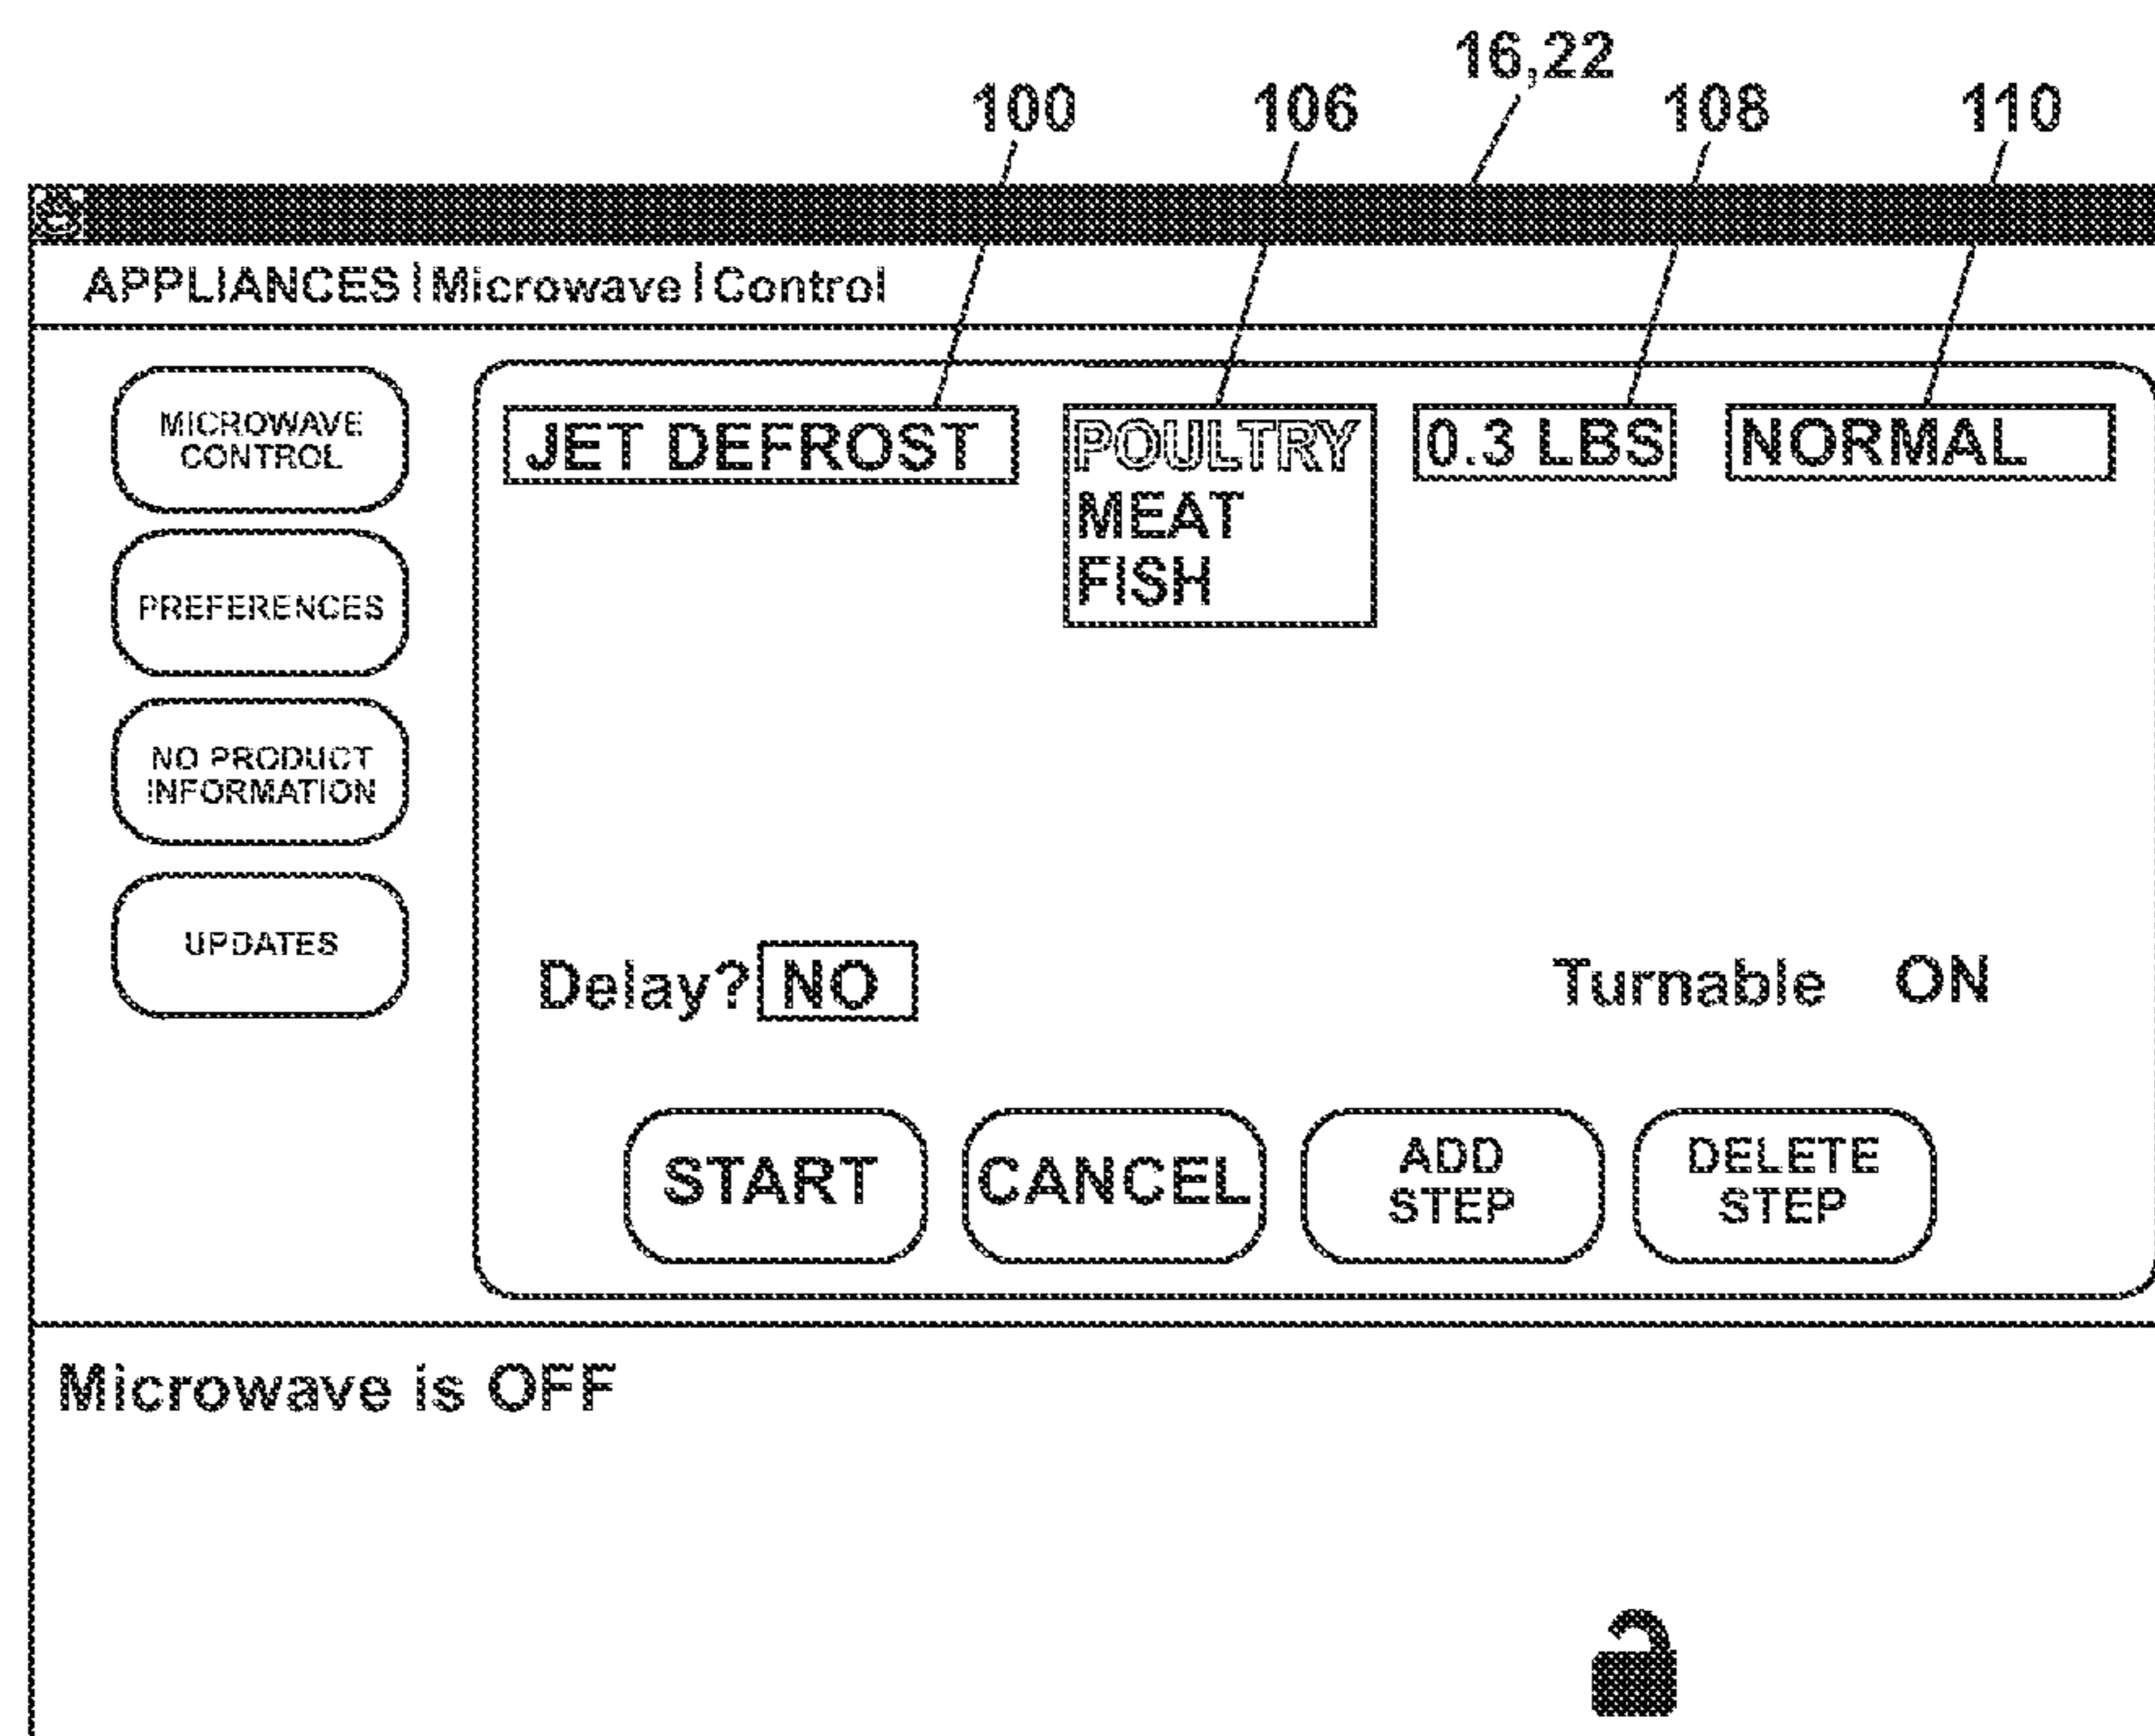 16,22
100 106 108 110
APPLIANCES | Microwave | Control
MICROWAVE
CONTROL
JET DEFROST POULTRY 0.3 LBS NORMAL
MEAT
FISH
PREFERENCES
NO PRODUCT
INFORMATION
UPDATES
Delay? NO Turnable ON
START CANCEL ADD
STEP DELETE
STEP
Microwave is OFF